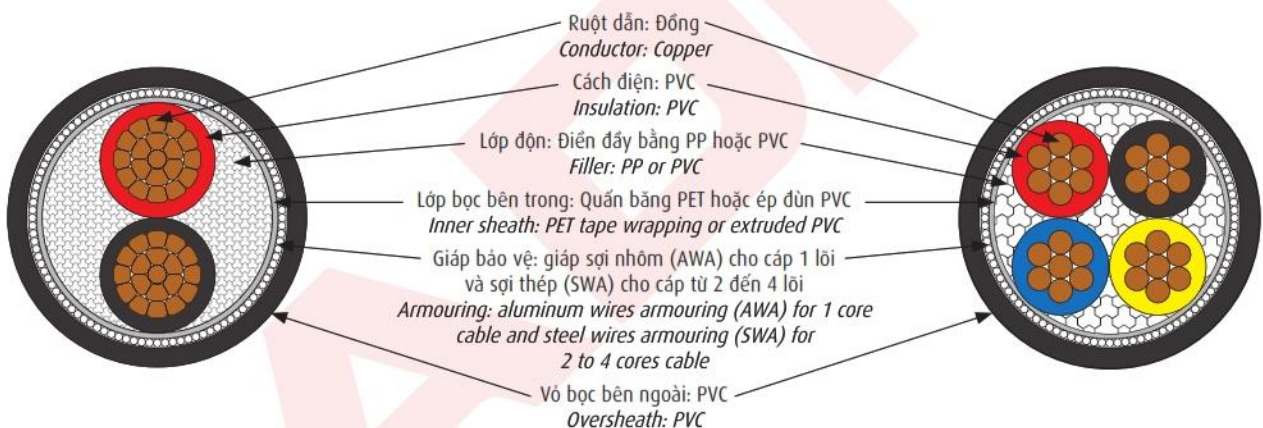 Ruột dẫn: Đồng
Conductor: Copper
Cách điện: PVC
Insulation: PVC
Lớp độn: Điền đầy bằng PP hoặc PVC
Filler: PP or PVC
Lớp bọc bên trong: Quấn băng PET hoặc ép đùn PVC
Inner sheath: PET tape wrapping or extruded PVC
Giáp bảo vệ: giáp sợi nhôm (AWA) cho cáp 1 lõi
và sợi thép (SWA) cho cáp từ 2 đến 4 lõi
Armouring: aluminum wires armouring (AWA) for 1 core
cable and steel wires armouring (SWA) for
2 to 4 cores cable
Vỏ bọc bên ngoài: PVC
Oversheath: PVC